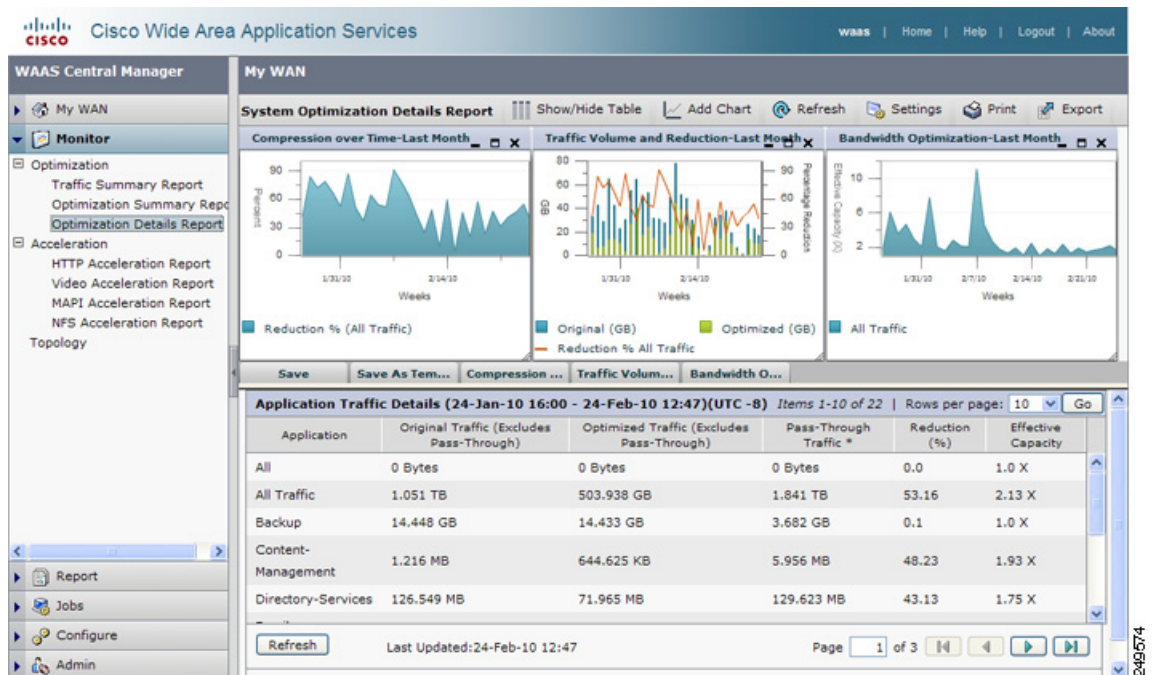 CISCO
Cisco Wide Area Application Services
waas | Home | Help | Logout | About
WAAS Central Manager
My WAN
My WAN
Monitor
Optimization
Traffic Summary Report
Optimization Summary Repo
Optimization Details Report
Acceleration
HTTP Acceleration Report
Video Acceleration Report
MAPI Acceleration Report
NFS Acceleration Report
Topology
Report
Jobs
Configure
Admin
System Optimization Details Report
Show/Hide Table
Add Chart
Refresh
Settings
Print
Export
Compression over Time-Last Month
Percent
90
60
30
0
1/31/10
2/14/10
Weeks
Reduction % (All Traffic)
Traffic Volume and Reduction-Last Month
GB
80
60
40
20
0
90
60
30
0
Percentage Reduction
1/31/10
2/14/10
Weeks
Original (GB)
Optimized (GB)
Reduction % All Traffic
Bandwidth Optimization-Last Month
Effective Capacity (X)
10
6
2
1/31/10
2/7/10
2/14/10
2/21/10
Weeks
All Traffic
Save
Save As Tem...
Compression ...
Traffic Volum...
Bandwidth O...
Application Traffic Details (24-Jan-10 16:00 - 24-Feb-10 12:47)(UTC -8) Items 1-10 of 22 | Rows per page: 10 Go
Application
Original Traffic (Excludes
Pass-Through)
Optimized Traffic (Excludes
Pass-Through)
Pass-Through
Traffic *
Reduction
(%)
Effective
Capacity
All 0 Bytes 0 Bytes 0 Bytes 0.0 1.0 X
All Traffic 1.051 TB 503.938 GB 1.841 TB 53.16 2.13 X
Backup 14.448 GB 14.433 GB 3.682 GB 0.1 1.0 X
Content-
Management 1.216 MB 644.625 KB 5.956 MB 48.23 1.93 X
Directory-Services 126.549 MB 71.965 MB 129.623 MB 43.13 1.75 X
Refresh
Last Updated:24-Feb-10 12:47
Page 1 of 3
249574